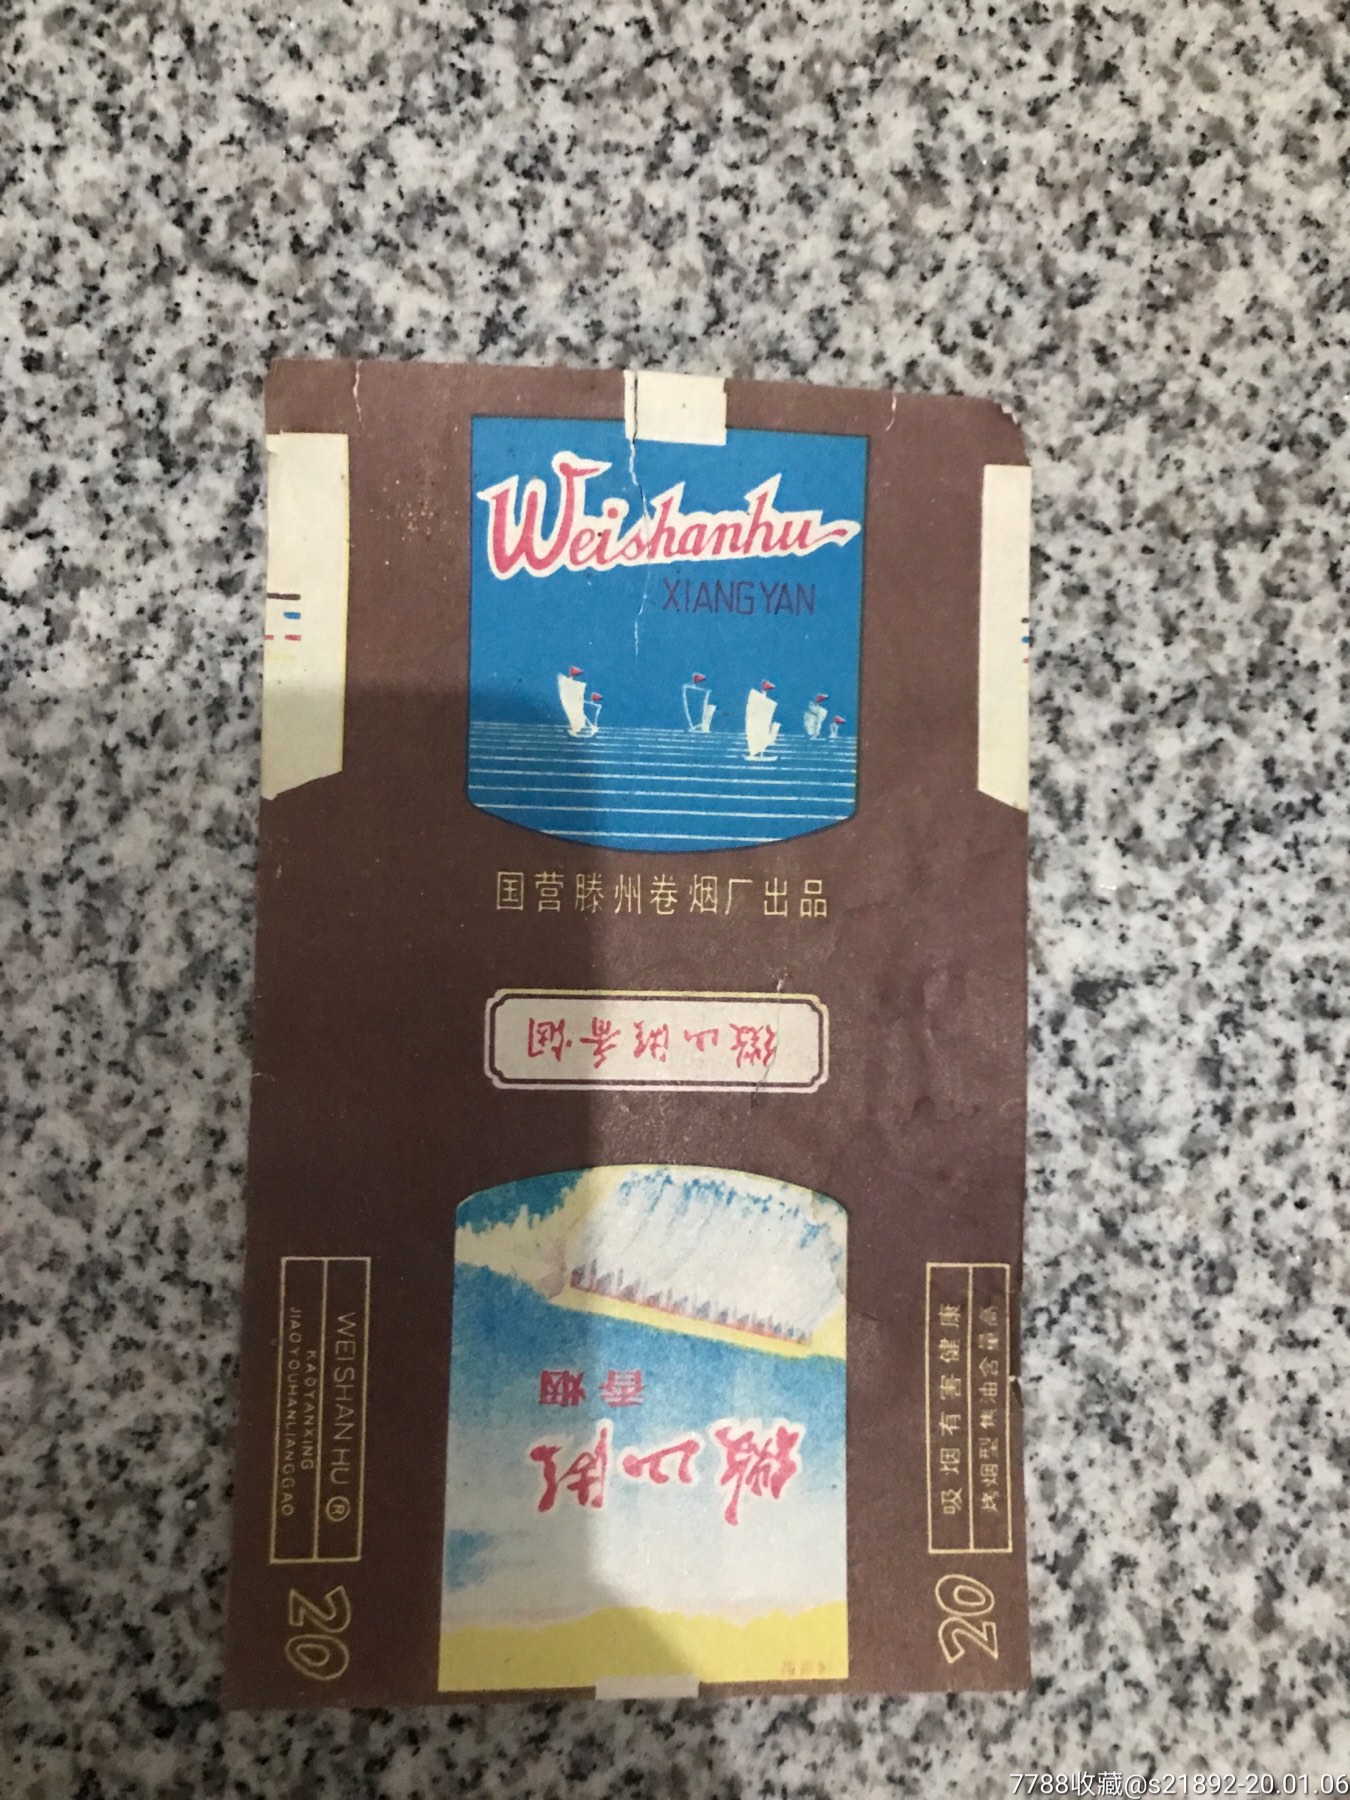 Weishanhu
XIANGYAN
国营滕州卷烟厂出品
微山湖香烟
微山湖
香烟
WEISHANHU ®
KAOYANXING
JIAOYOUHANLIANGGAO
20
吸烟有害健康
烤烟型 焦油含量高
20
7788收藏@s21892-20.01.06